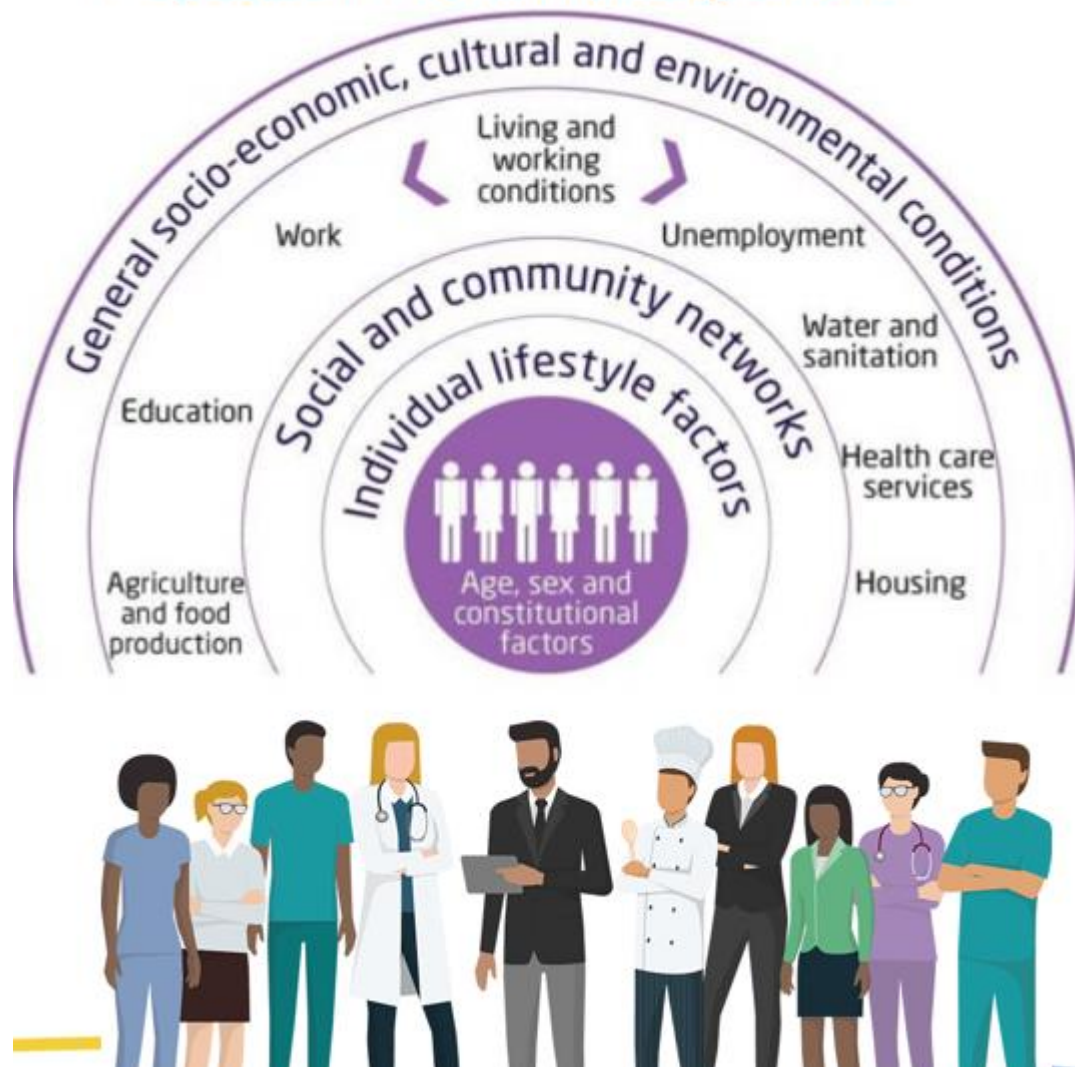 General socio-economic, cultural and environmental conditions
Living and
working
conditions
Work
Unemployment
Social and community networks
Water and
sanitation
Individual lifestyle factors
Education
Health care
services
Agriculture
and food
production
Age, sex and
constitutional
factors
Housing